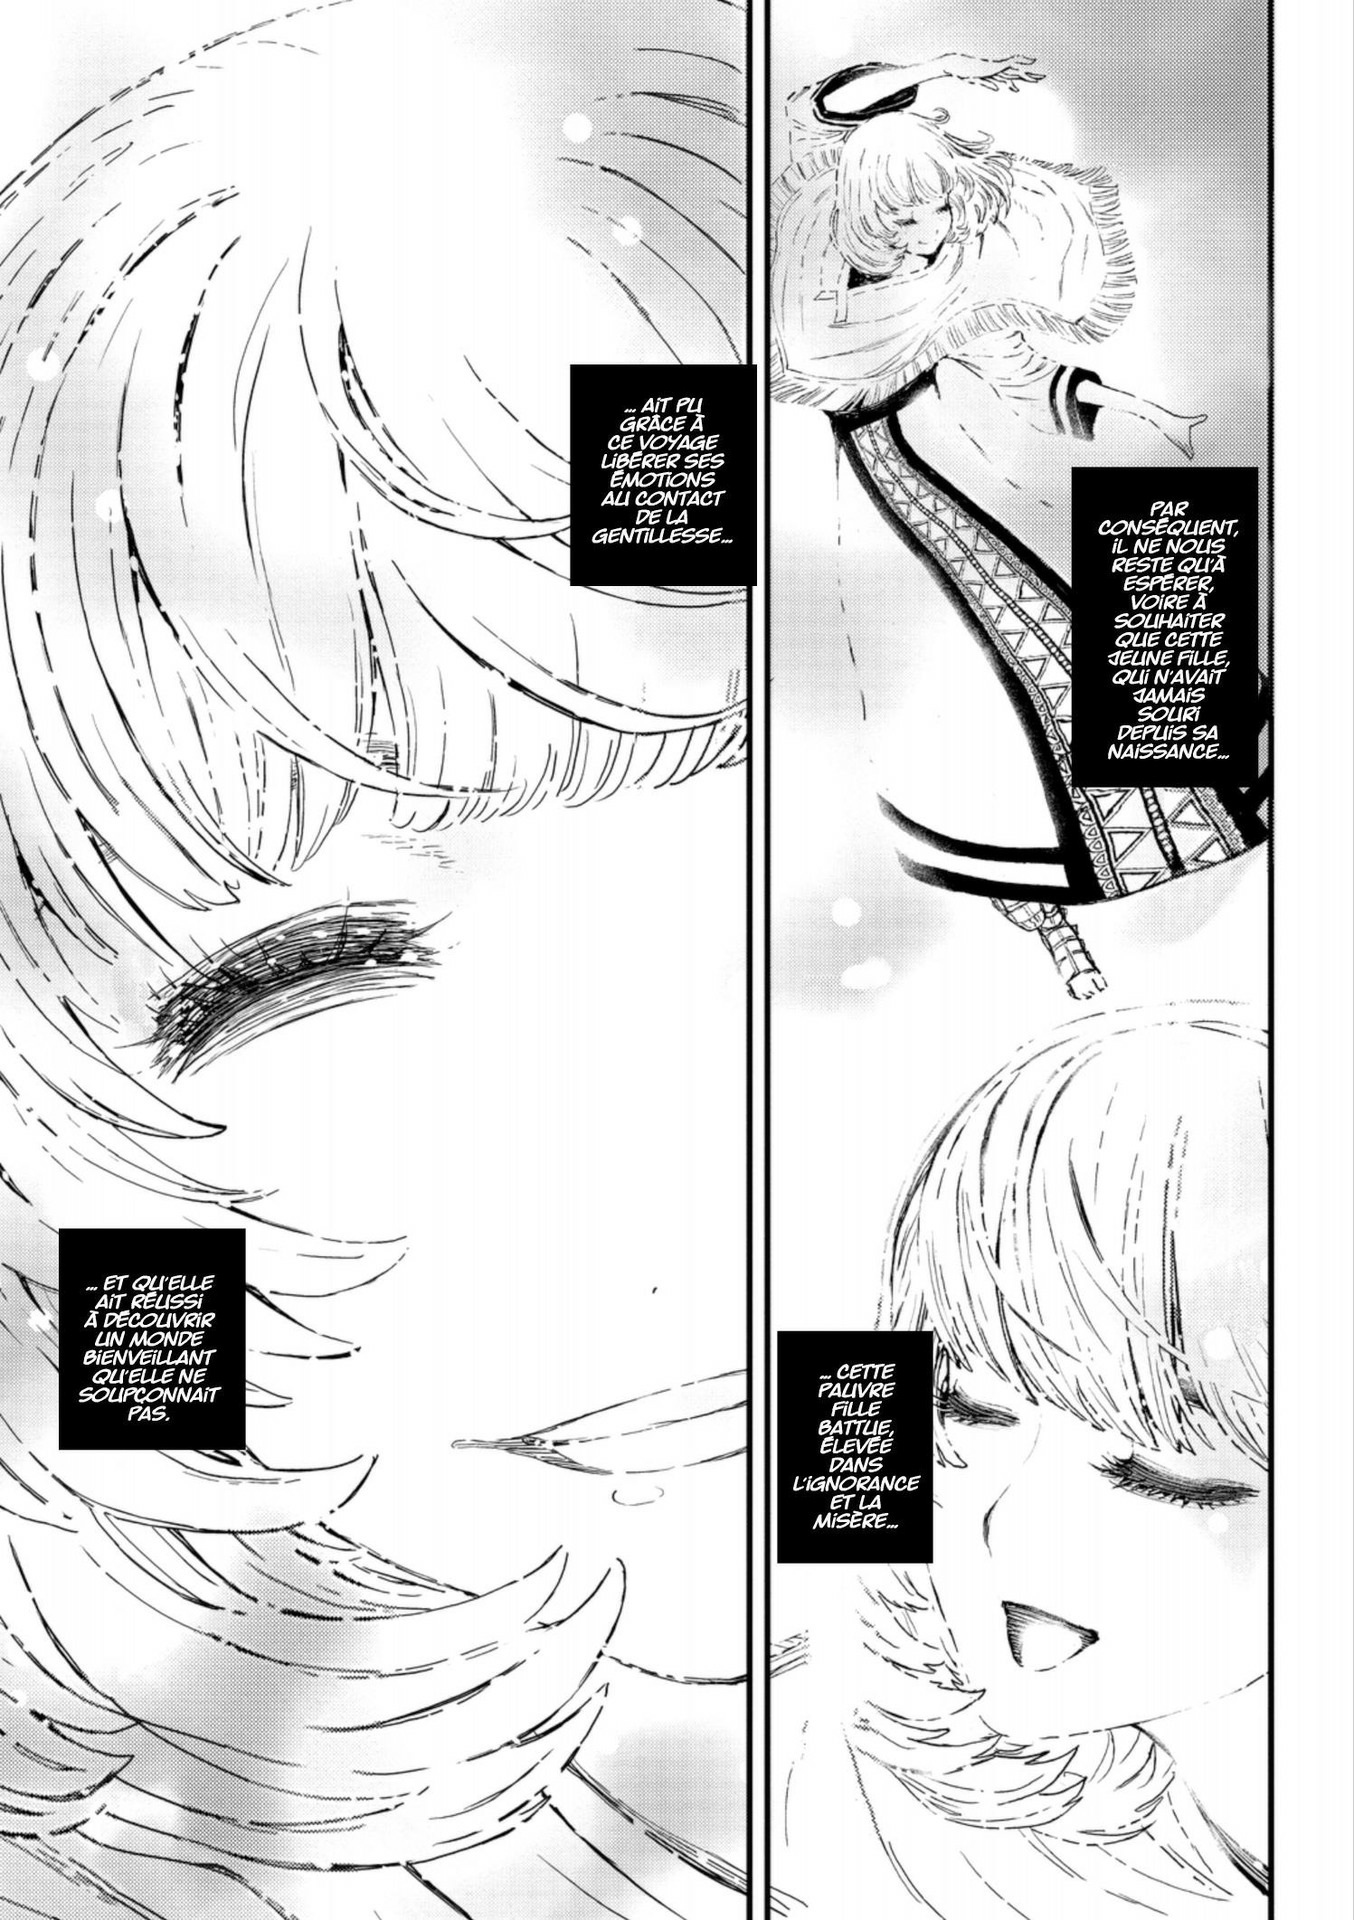 PAR
CONSÉQUENT,
IL NE NOUS
RESTE QU'À
ESPÉRER,
VOIRE À
SOUHAITER
QUE CETTE
JEUNE FILLE,
QUI N'AVAIT
JAMAIS
SOURI
DEPUIS SA
NAISSANCE...
... CETTE
PAUVRE
FILLE
BATTUE,
ÉLEVÉE
DANS
L'IGNORANCE
ET LA
MISÈRE...
... AIT PU
GRÂCE À
CE VOYAGE
LIBÉRER SES
ÉMOTIONS
AU CONTACT
DE LA
GENTILLESSE...
... ET QU'ELLE
AIT RÉUSSI
À DÉCOUVRIR
UN MONDE
BIENVEILLANT
QU'ELLE NE
SOUPÇONNAIT
PAS.